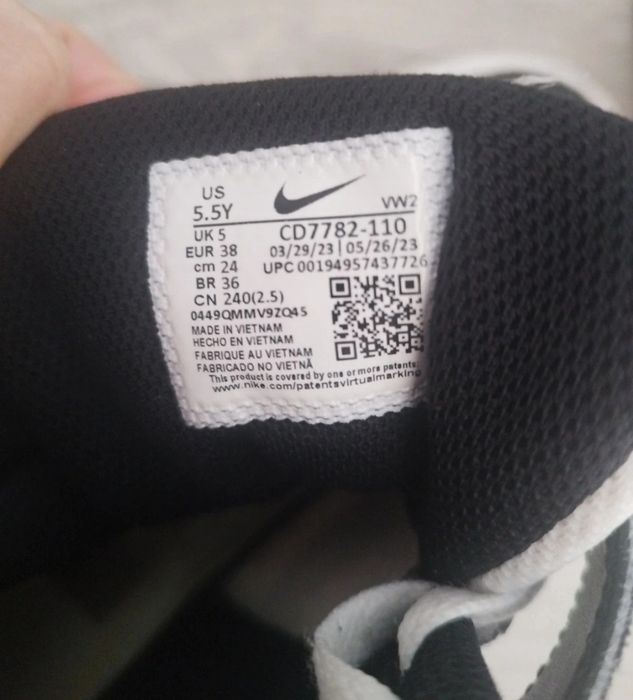 US
5.5Y
VW2
UK 5
CD7782-110
EUR 38
03/29/23 | 05/26/23
cm 24
UPC 00194957437726
BR 36
CN 240(2.5)
0449QMMV9ZQ45
MADE IN VIETNAM
HECHO EN VIETNAM
FABRIQUE AU VIETNAM
FABRICADO NO VIETNÃ
This product is covered by one or more patents:
www.nike.com/patentsvirtualmarking